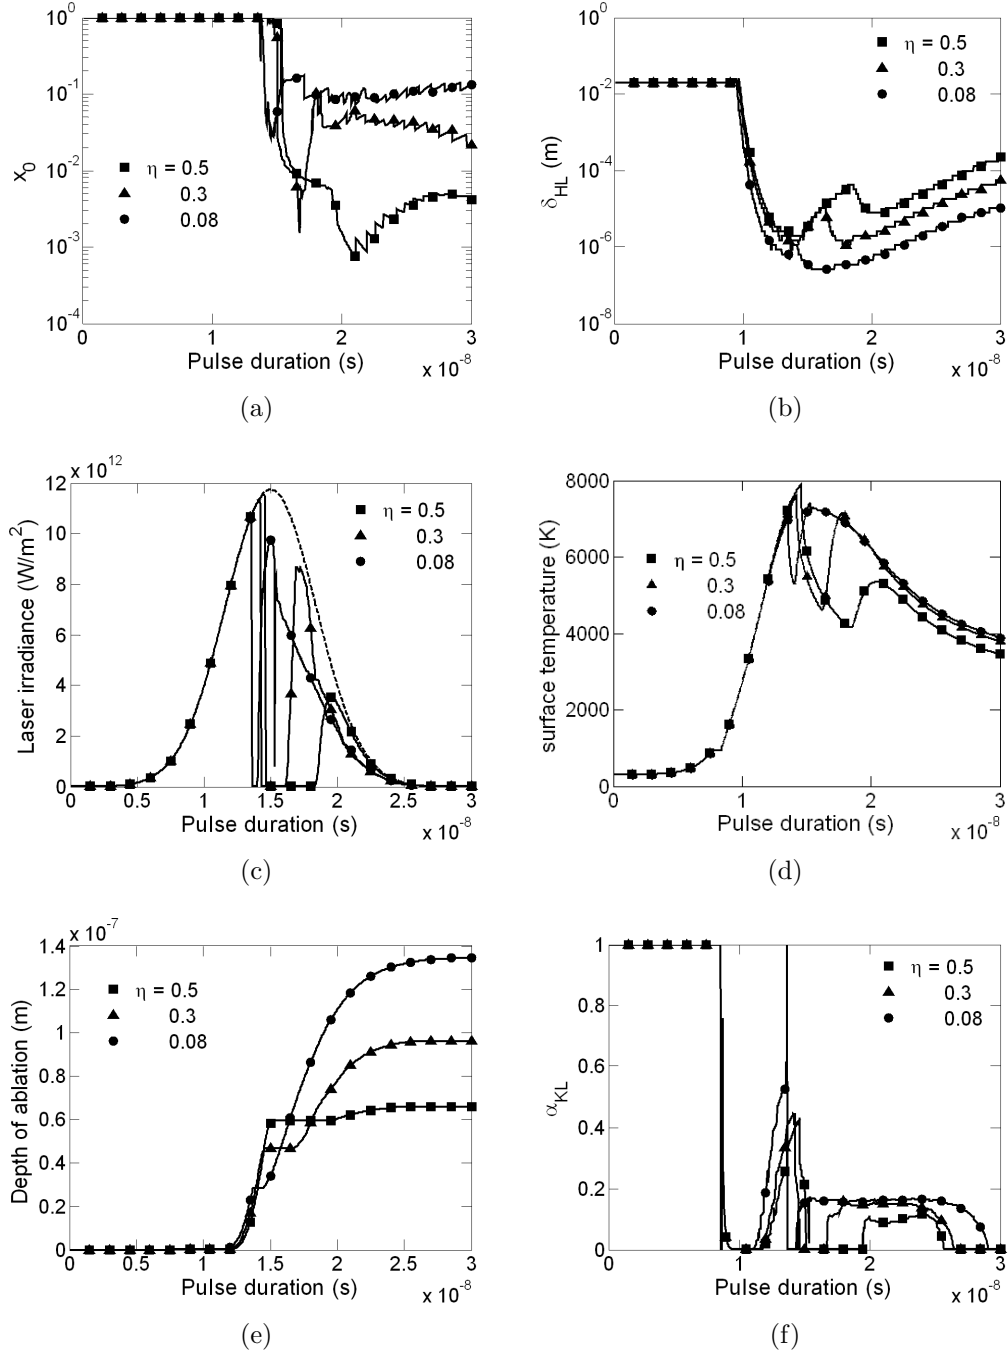 10^0
10^-1
10^-2
10^-3
10^-4
x_0
η = 0.5
0.3
0.08
0 1 2 3
Pulse duration (s)
x 10^-8
(a)
10^0
10^-2
10^-4
10^-6
10^-8
δ_HL (m)
η = 0.5
0.3
0.08
0 1 2 3
Pulse duration (s)
x 10^-8
(b)
x 10^12
12
10
8
6
4
2
0
Laser irradiance (W/m^2)
η = 0.5
0.3
0.08
0 0.5 1 1.5 2 2.5 3
Pulse duration (s)
x 10^-8
(c)
8000
6000
4000
2000
0
surface temperature (K)
η = 0.5
0.3
0.08
0 1 2 3
Pulse duration (s)
x 10^-8
(d)
x 10^-7
1.4
1.2
1
0.8
0.6
0.4
0.2
0
Depth of ablation (m)
η = 0.5
0.3
0.08
0 0.5 1 1.5 2 2.5 3
Pulse duration (s)
x 10^-8
(e)
1
0.8
0.6
0.4
0.2
0
α_KL
η = 0.5
0.3
0.08
0 1 2 3
Pulse duration (s)
x 10^-8
(f)